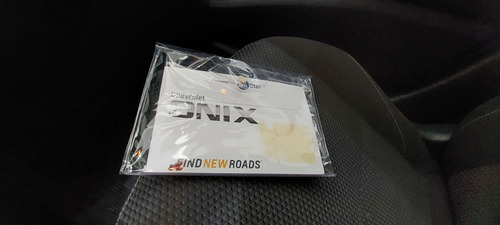 Chevrolet
ONIX
FIND NEW ROADS